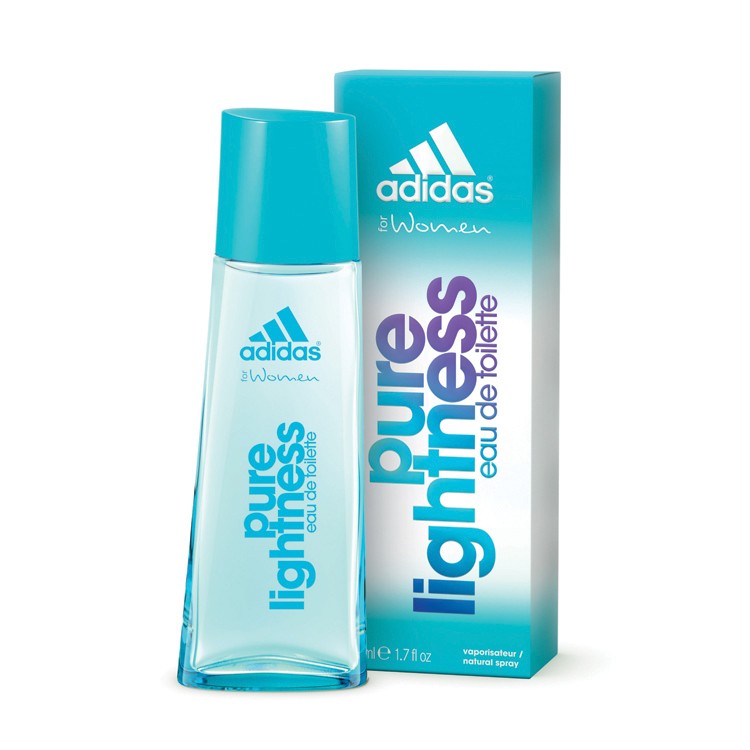 adidas
for Women
pure
lightness
eau de toilette
adidas®
for Women
pure
lightness
eau de toilette
ml e 1.7 fl oz
vaporisateur /
natural spray